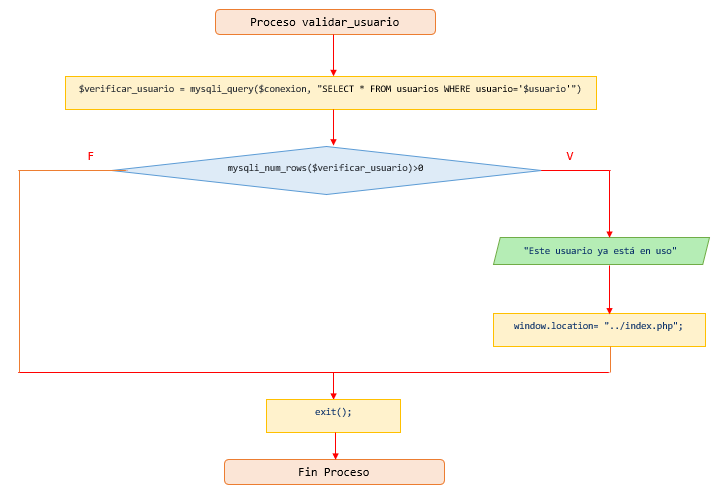 Proceso validar_usuario
$verificar_usuario = mysqli_query($conexion, "SELECT * FROM usuarios WHERE usuario='$usuario'")
F
V
mysqli_num_rows($verificar_usuario)>0
"Este usuario ya está en uso"
window.location= "../index.php";
exit();
Fin Proceso